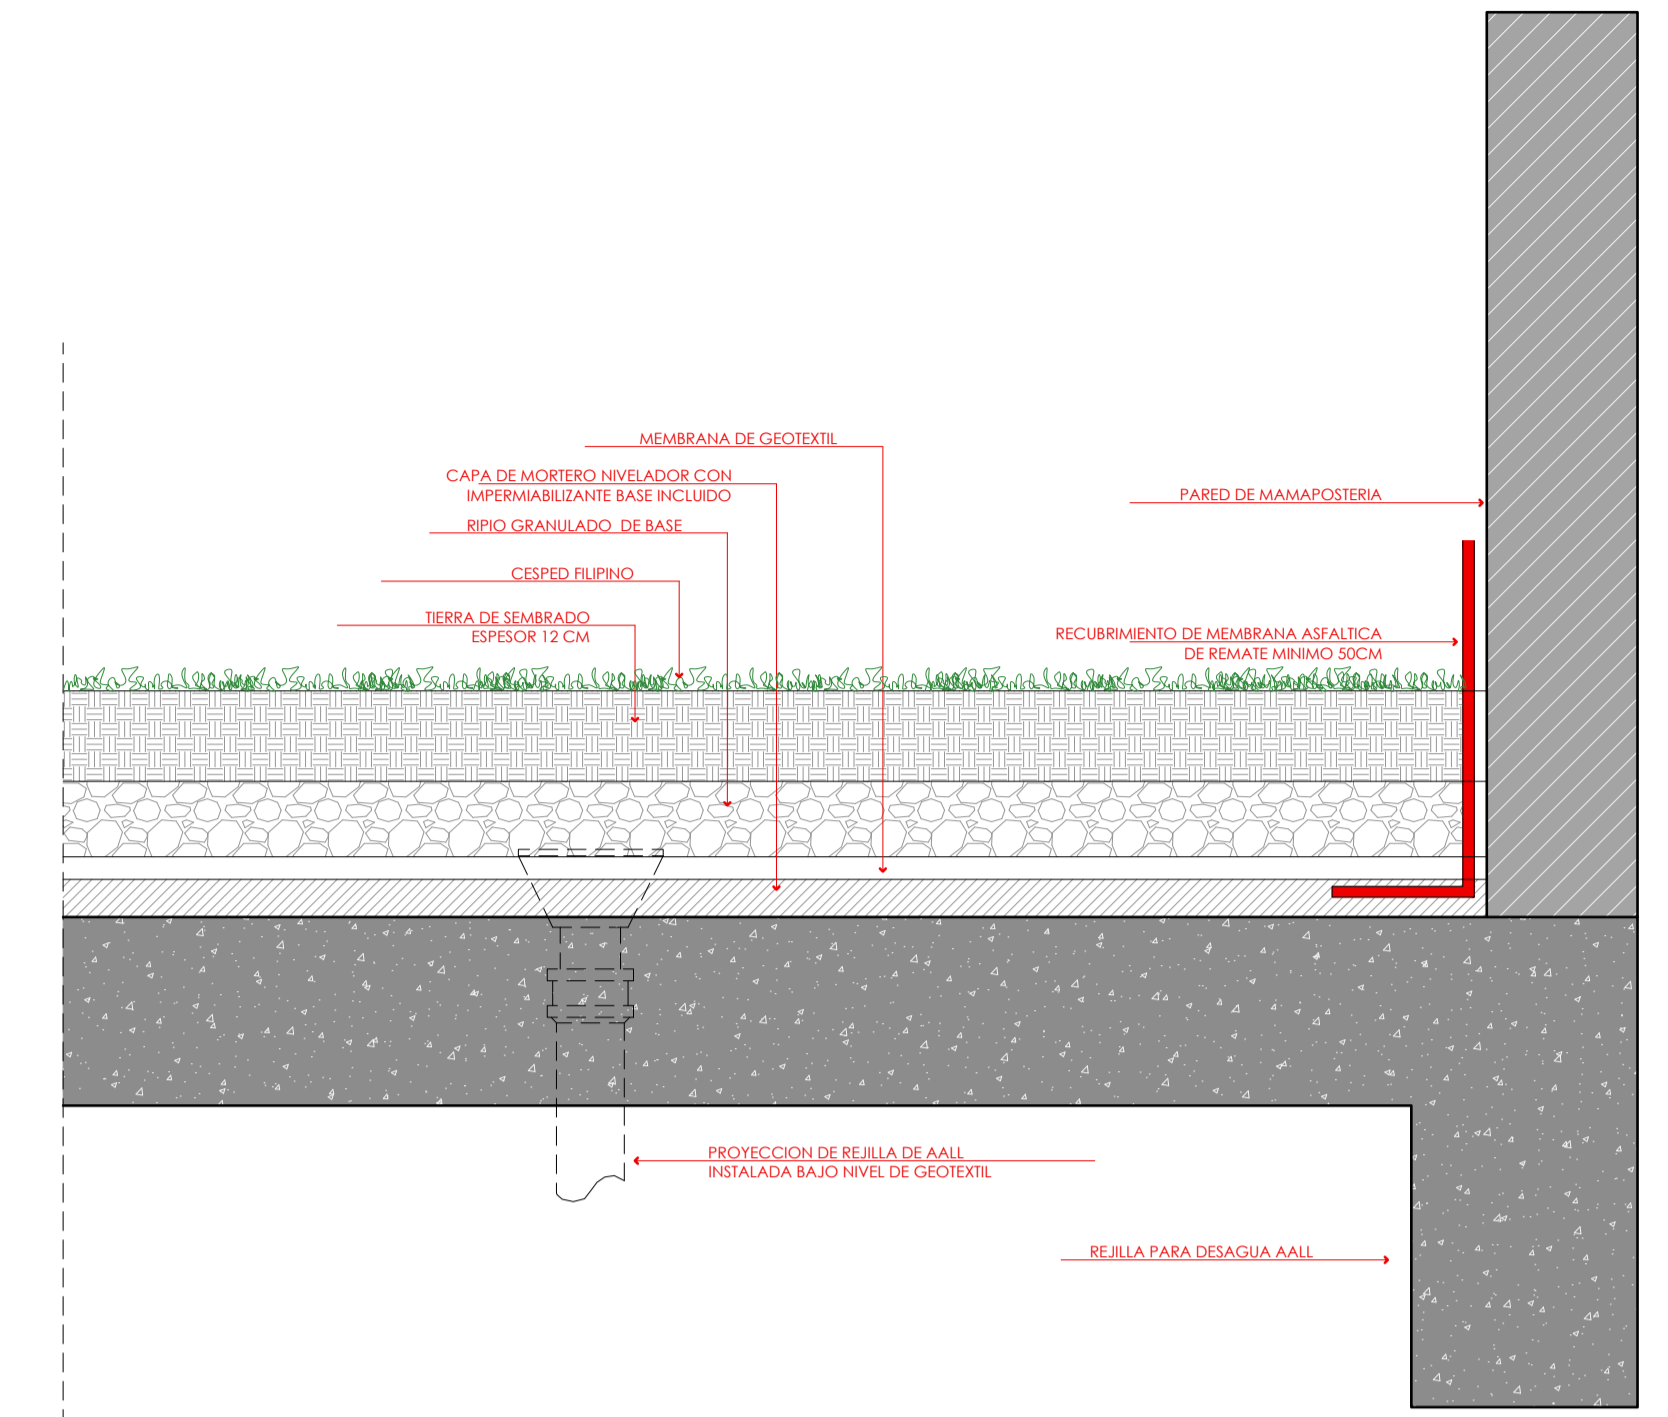 MEMBRANA DE GEOTEXTIL
CAPA DE MORTERO NIVELADOR CON
IMPERMIABILIZANTE BASE INCLUIDO
RIPIO GRANULADO DE BASE
CESPED FILIPINO
TIERRA DE SEMBRADO
ESPESOR 12 CM
PARED DE MAMAPOSTERIA
RECUBRIMIENTO DE MEMBRANA ASFALTICA
DE REMATE MINIMO 50CM
PROYECCION DE REJILLA DE AALL
INSTALADA BAJO NIVEL DE GEOTEXTIL
REJILLA PARA DESAGUA AALL